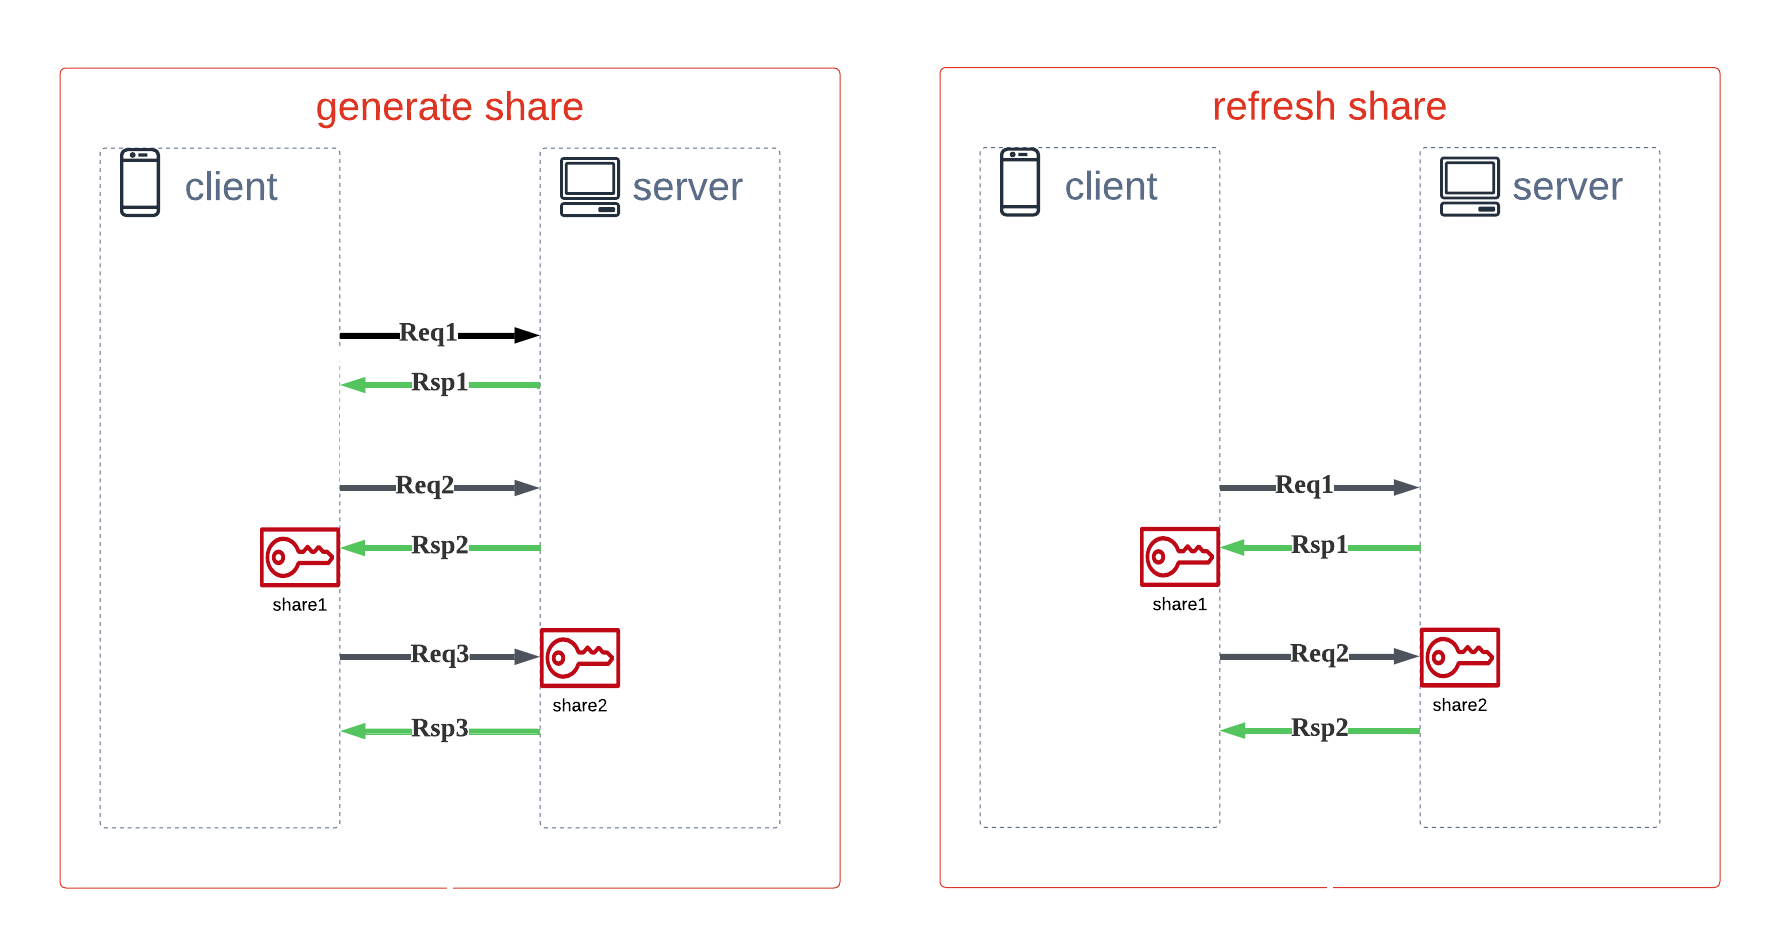 generate share
client
server
Req1
Rsp1
Req2
Rsp2
share1
Req3
share2
Rsp3
refresh share
client
server
Req1
Rsp1
share1
Req2
share2
Rsp2